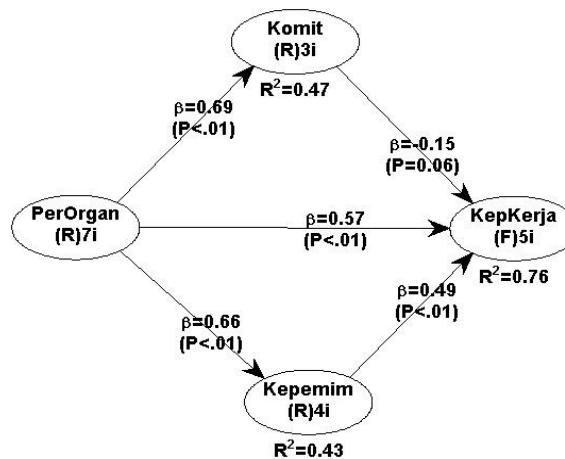 Komit
(R)3i
R²=0.47
β=0.69
(P<.01)
β=-0.15
(P=0.06)
PerOrgan
(R)7i
β=0.57
(P<.01)
KepKerja
(F)5i
R²=0.76
β=0.66
(P<.01)
β=0.49
(P<.01)
Kepemim
(R)4i
R²=0.43